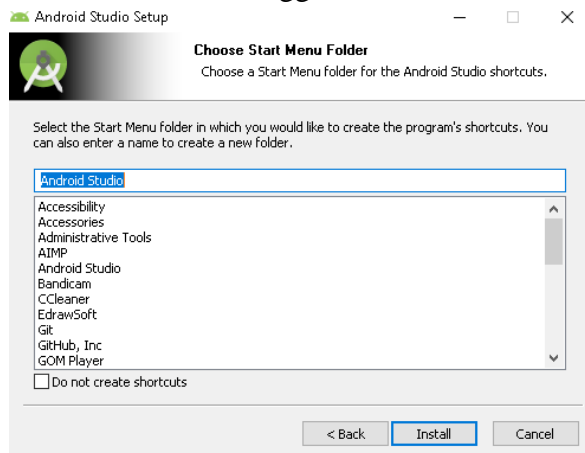 Android Studio Setup
Choose Start Menu Folder
Choose a Start Menu folder for the Android Studio shortcuts.
Select the Start Menu folder in which you would like to create the program's shortcuts. You
can also enter a name to create a new folder.
Android Studio
Accessibility
Accessories
Administrative Tools
AIMP
Android Studio
Bandicam
CCleaner
EdrawSoft
Git
GitHub, Inc
GOM Player
Do not create shortcuts
< Back
Install
Cancel